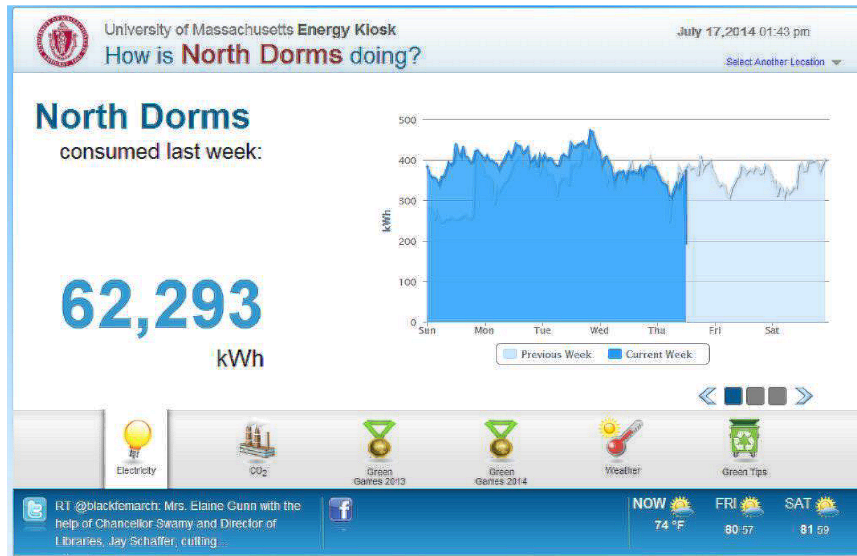 University of Massachusetts Energy Kiosk
How is North Dorms doing?
July 17,2014 01:43 pm
Select Another Location
North Dorms
consumed last week:
62,293
kWh
500
400
300
200
100
0
kWh
Sun Mon Tue Wed Thu Fri Sat
Previous Week Current Week
Electricity
CO2
Green
Games 2013
Green
Games 2014
Weather
Green Tips
RT @blackfemarch: Mrs. Elaine Gunn with the
help of Chancellor Swamy and Director of
Libraries, Jay Schafer, cutting...
NOW
74 °F
FRI
80 57
SAT
81 59